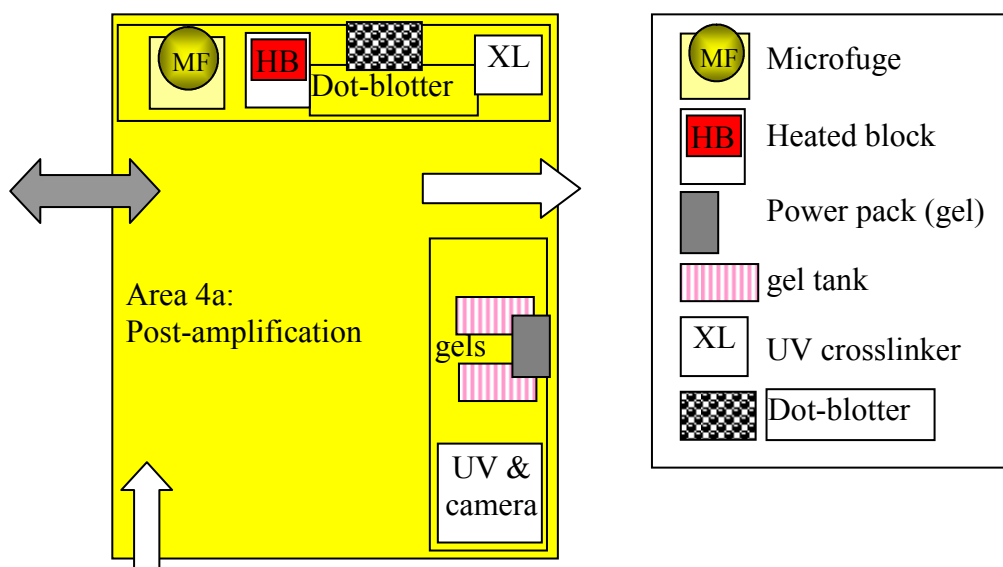 MF
HB
Dot-blotter
XL
Area 4a:
Post-amplification
gels
UV &
camera
MF
Microfuge
HB
Heated block
Power pack (gel)
gel tank
XL
UV crosslinker
Dot-blotter